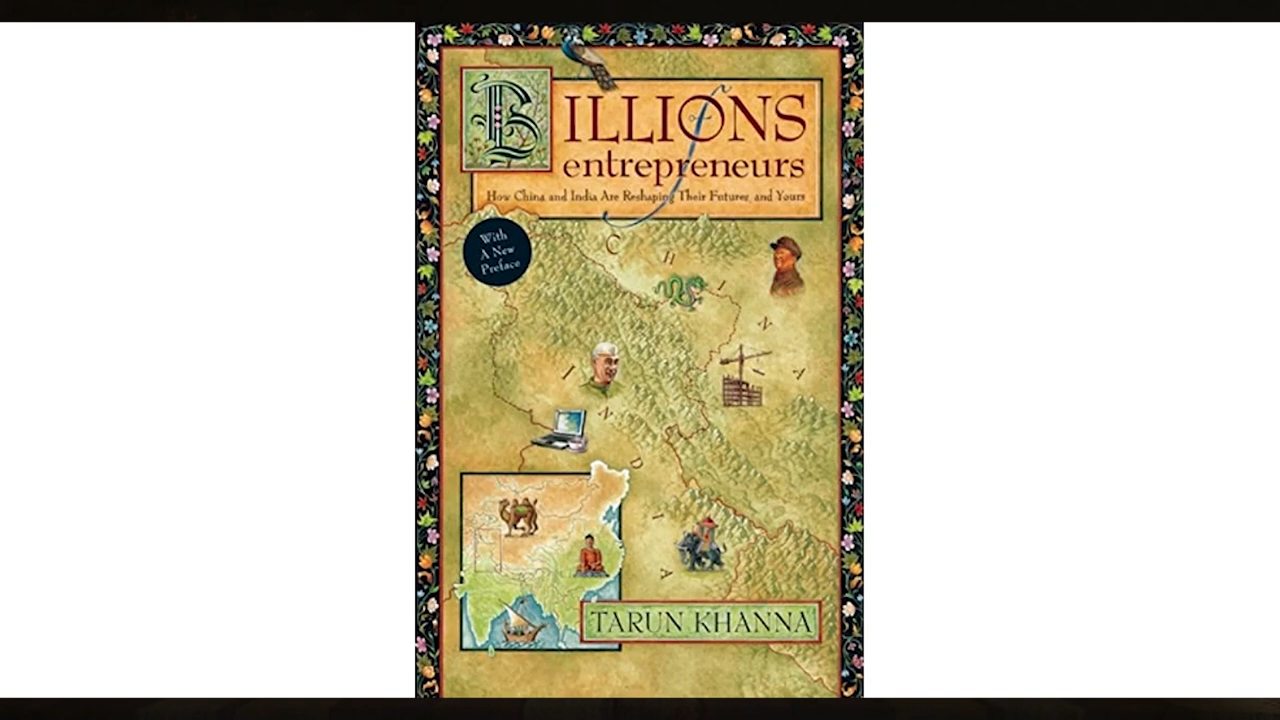 BILLIONS
of
entrepreneurs
How China and India Are Reshaping Their Futures and Yours
With
A New
Preface
CHINA
INDIA
TARUN KHANNA